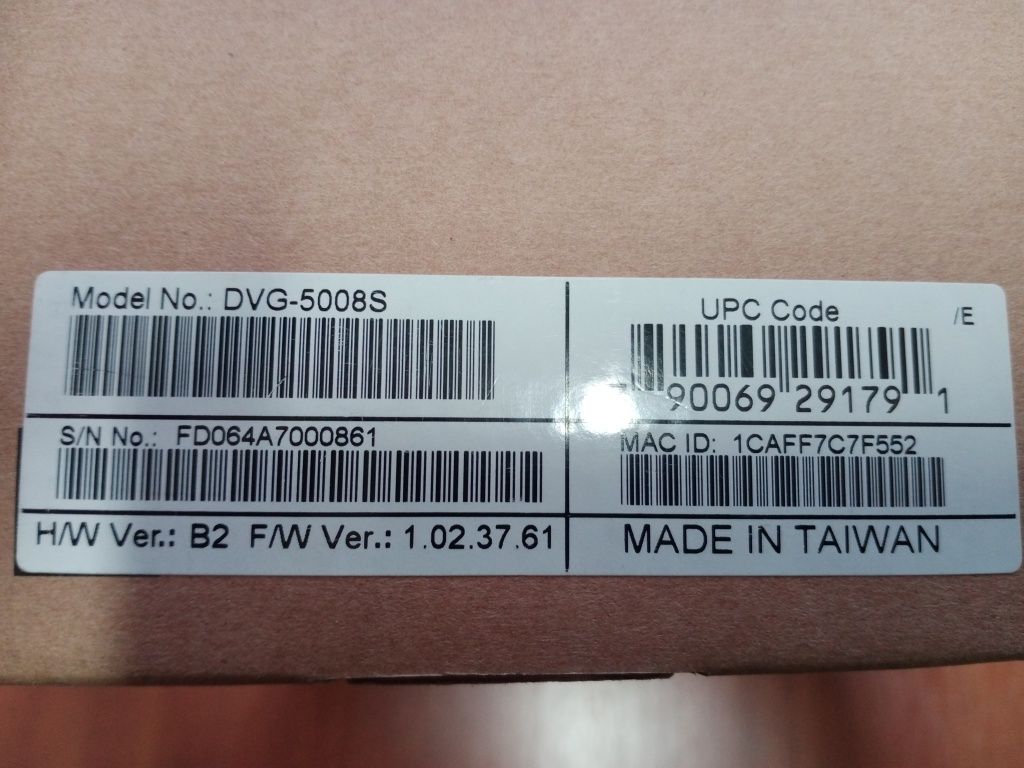 Model No.: DVG-5008S
UPC Code
/E
90069 29179 1
S/N No.: FD064A7000861
MAC ID: 1CAFF7C7F552
H/W Ver.: B2 F/W Ver.: 1.02.37.61
MADE IN TAIWAN